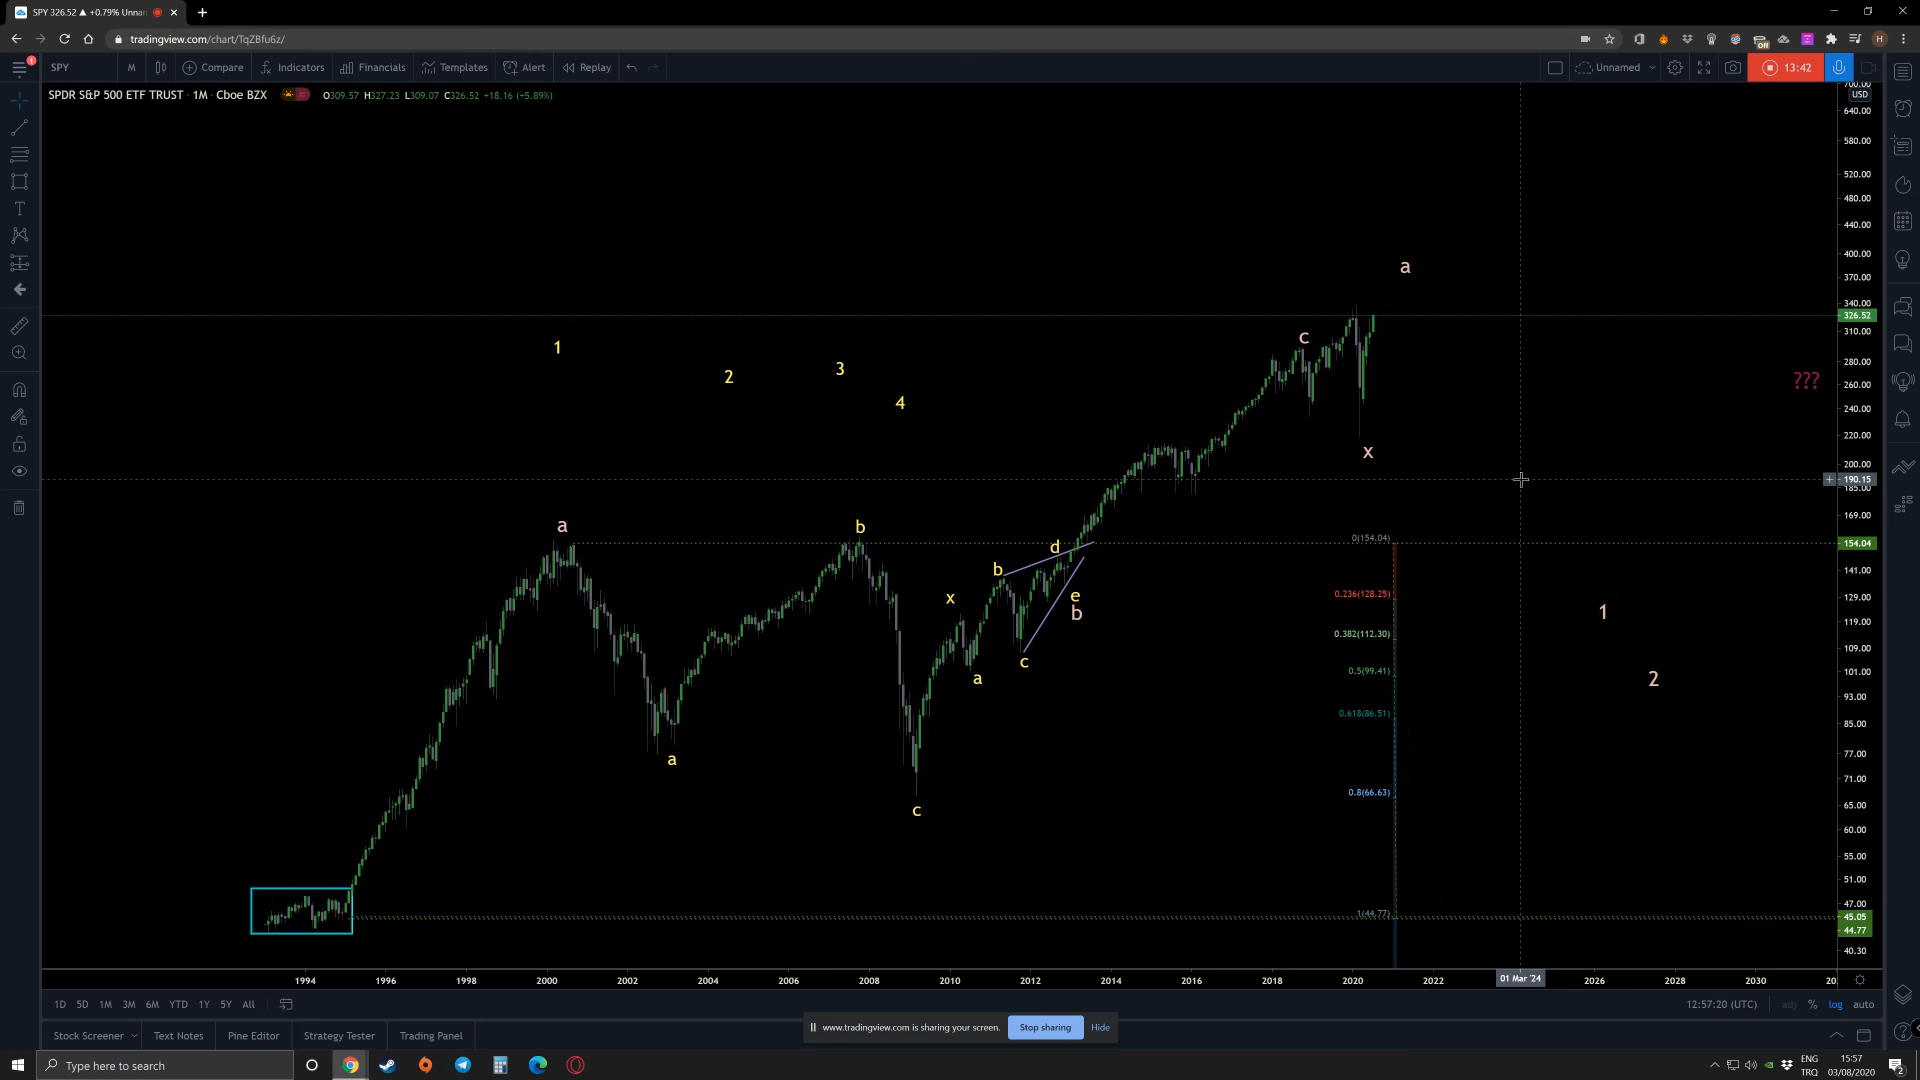 SPY 326.52 ▲ +0.79% Unnan
tradingview.com/chart/TqZBfu6z/
Off
H
1
SPY
M
Compare
Indicators
Financials
Templates
Alert
Replay
Unnamed
13:42
SPDR S&P 500 ETF TRUST · 1M · Cboe BZX
O309.57 H327.23 L309.07 C326.52 +18.16 (+5.89%)
700.00
USD
640.00
580.00
520.00
480.00
440.00
400.00
370.00
340.00
326.52
310.00
280.00
260.00
240.00
220.00
200.00
190.15
185.00
169.00
154.04
141.00
129.00
119.00
109.00
101.00
93.00
85.00
77.00
71.00
65.00
60.00
55.00
51.00
47.00
45.05
44.77
40.30
a
1
c
2
3
???
4
x
a
b
d
b
x
e
b
1
c
a
2
a
c
0(154.04)
0.236(128.25)
0.382(112.30)
0.5(99.41)
0.618(86.51)
0.8(66.63)
1(44.77)
1994
1996
1998
2000
2002
2004
2006
2008
2010
2012
2014
2016
2018
2020
2022
01 Mar '24
2026
2028
2030
20
1D
5D
1M
3M
6M
YTD
1Y
5Y
All
12:57:20 (UTC)
adj
%
log
auto
Stock Screener
Text Notes
Pine Editor
Strategy Tester
Trading Panel
www.tradingview.com is sharing your screen.
Stop sharing
Hide
Type here to search
ENG
TRQ
15:57
03/08/2020
2